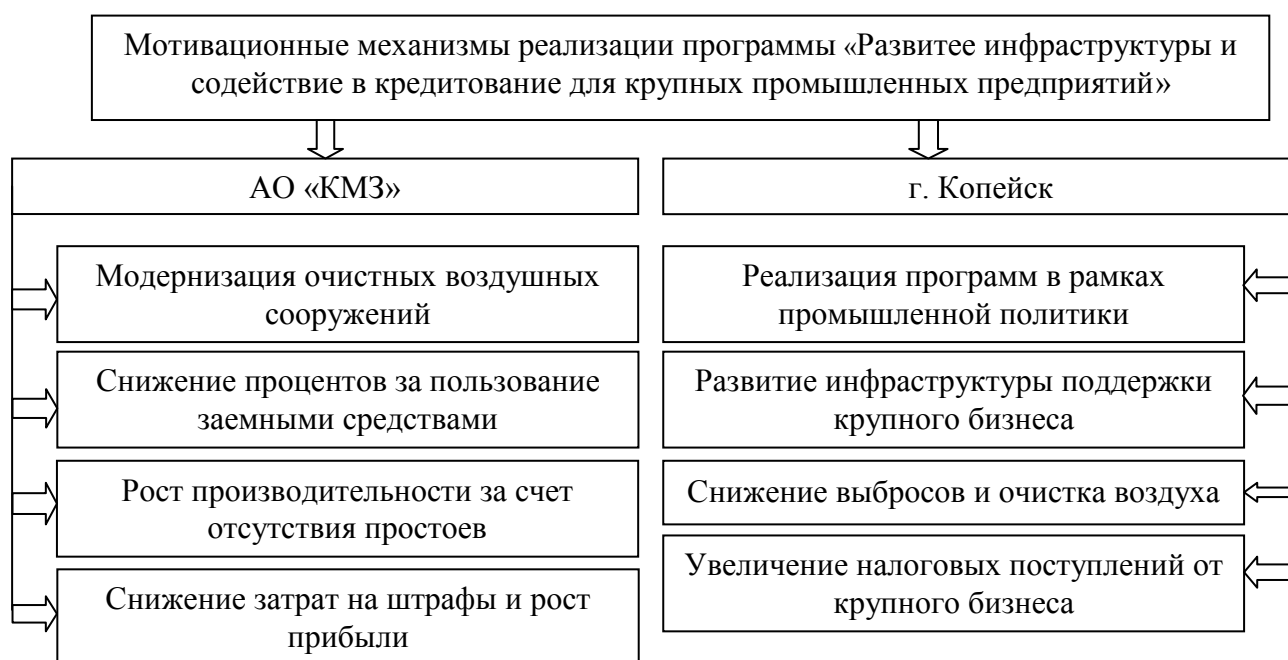 Мотивационные механизмы реализации программы «Развитее инфраструктуры и
содействие в кредитование для крупных промышленных предприятий»
АО «КМЗ»
г. Копейск
Модернизация очистных воздушных
сооружений
Реализация программ в рамках
промышленной политики
Снижение процентов за пользование
заемными средствами
Развитие инфраструктуры поддержки
крупного бизнеса
Рост производительности за счет
отсутствия простоев
Снижение выбросов и очистка воздуха
Снижение затрат на штрафы и рост
прибыли
Увеличение налоговых поступлений от
крупного бизнеса